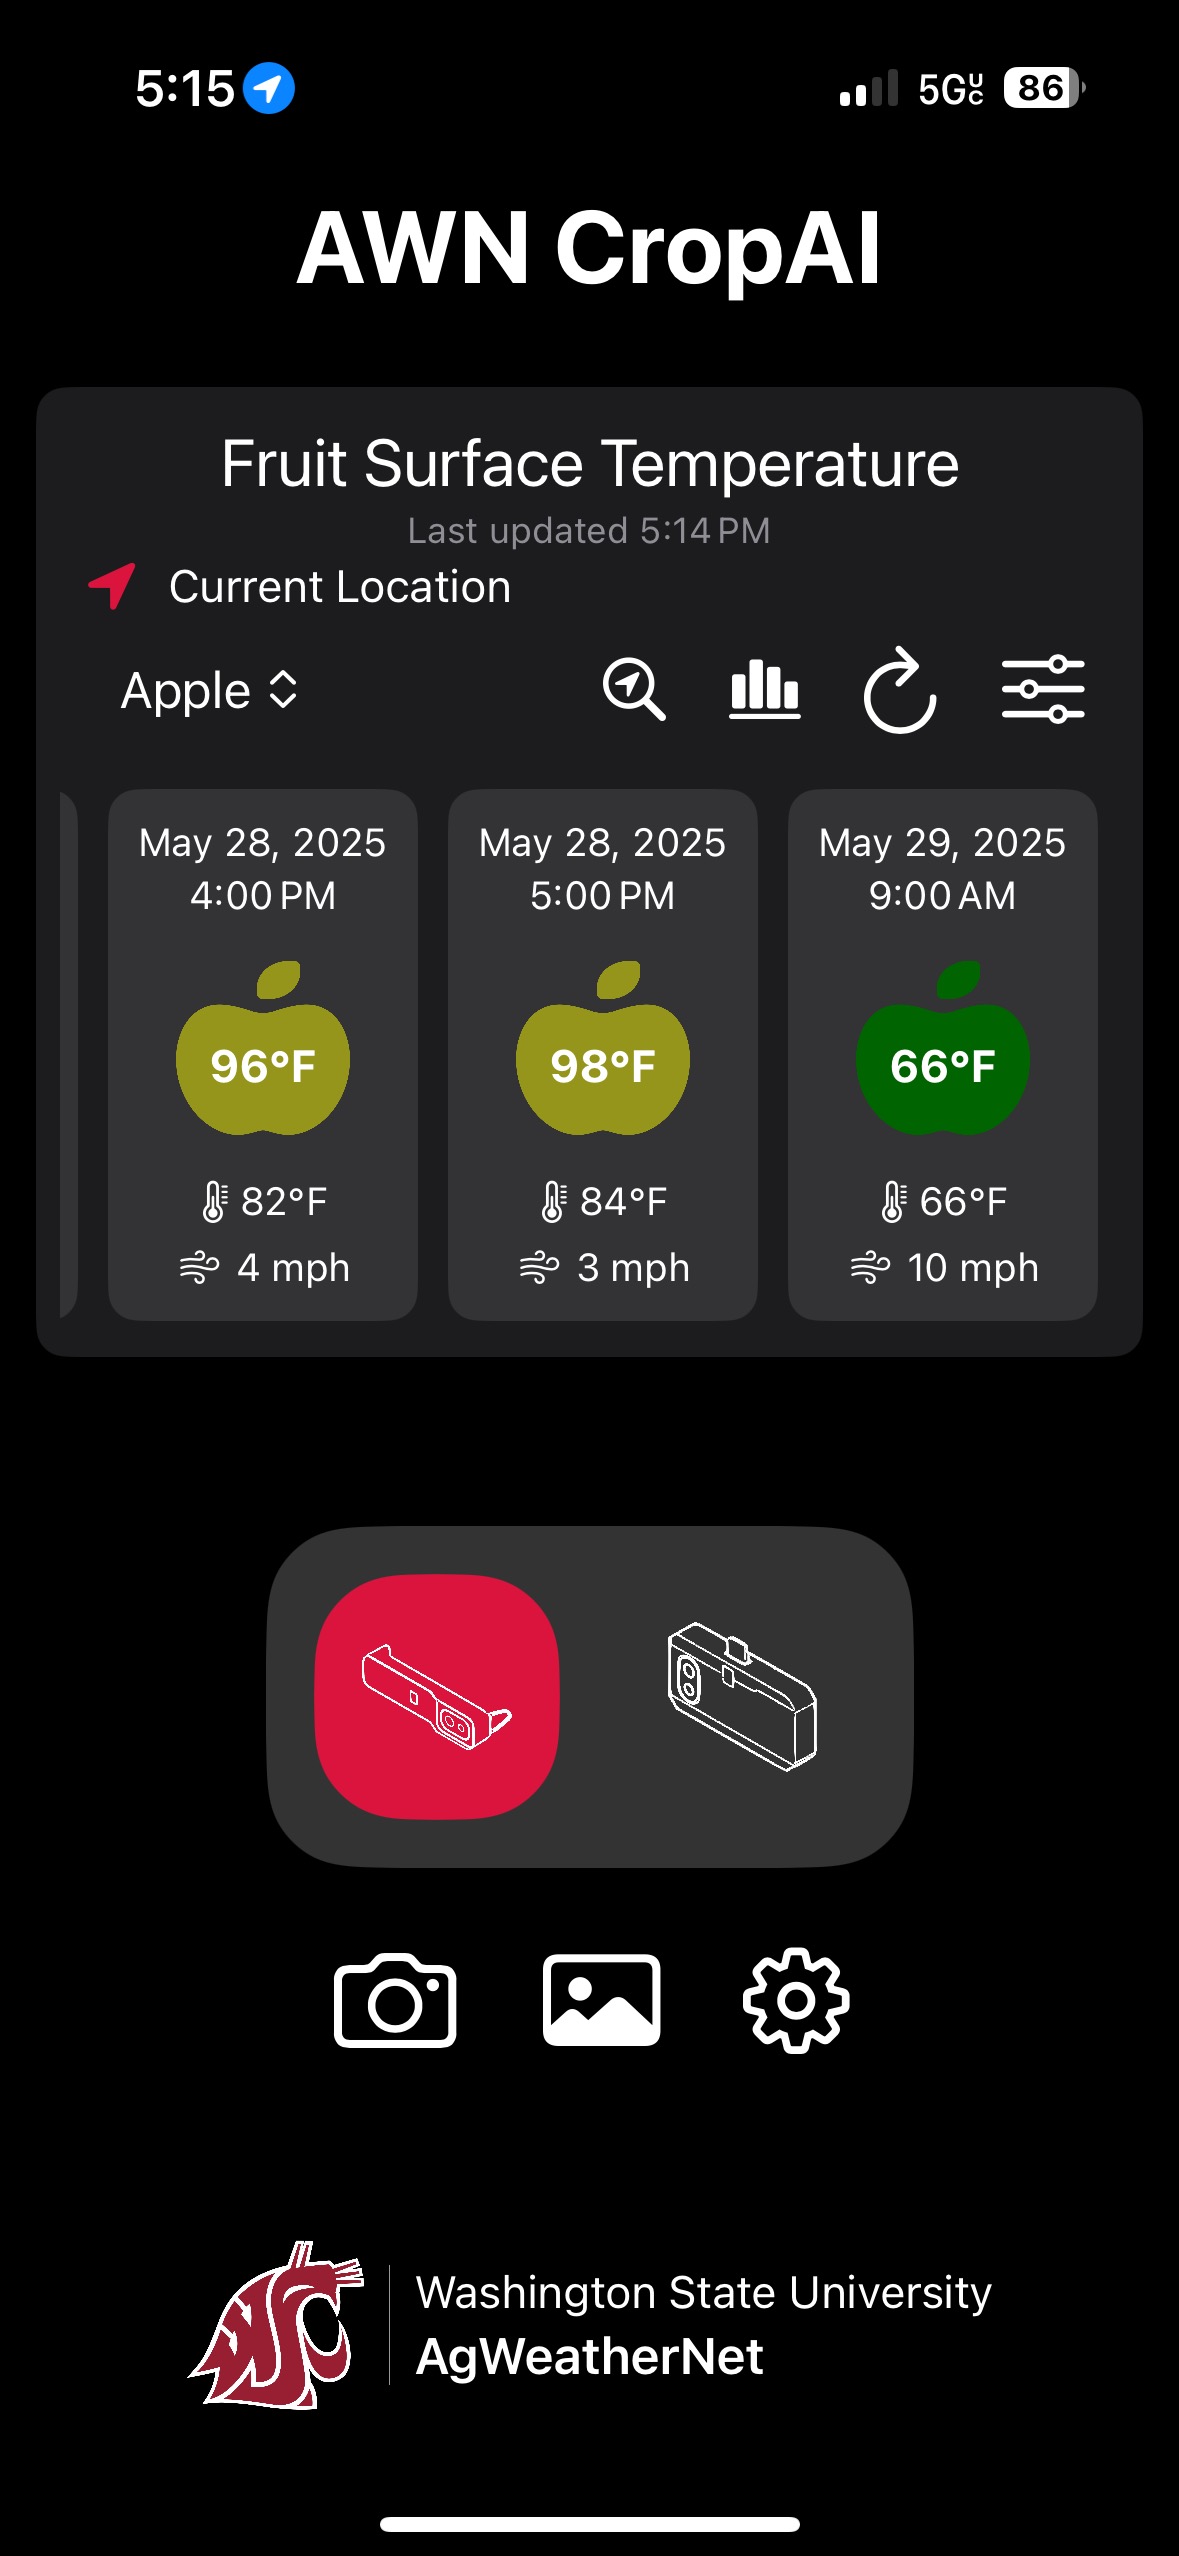 5:15
5G UC
86
AWN CropAI
Fruit Surface Temperature
Last updated 5:14 PM
Current Location
Apple
May 28, 2025
4:00 PM
96°F
82°F
4 mph
May 28, 2025
5:00 PM
98°F
84°F
3 mph
May 29, 2025
9:00 AM
66°F
66°F
10 mph
Washington State University
AgWeatherNet